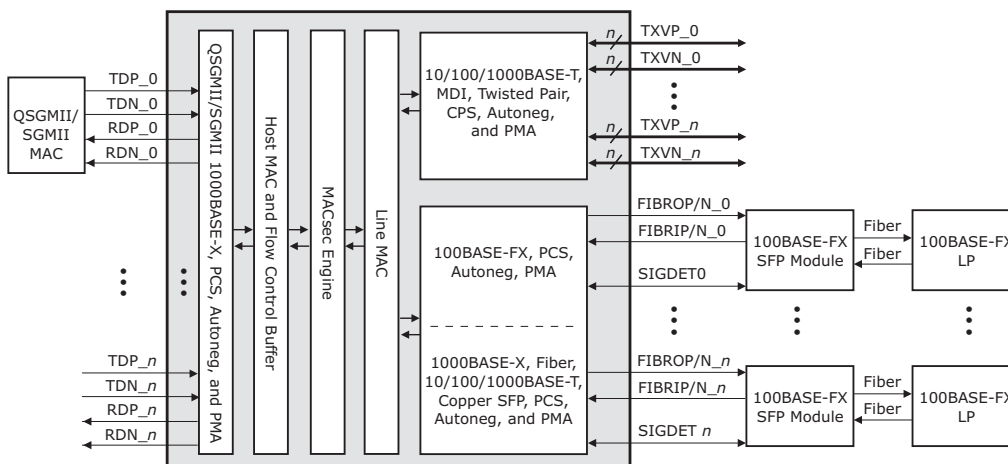 QSGMII/
SGMII
MAC
TDP_0
TDN_0
RDP_0
RDN_0
TDP_n
TDN_n
RDP_n
RDN_n
QSGMII/SGMII 1000BASE-X, PCS, Autoneg, and PMA
Host MAC and Flow Control Buffer
MACsec Engine
Line MAC
10/100/1000BASE-T,
MDI, Twisted Pair,
CPS, Autoneg,
and PMA
100BASE-FX, PCS,
Autoneg, PMA
1000BASE-X, Fiber,
10/100/1000BASE-T,
Copper SFP, PCS,
Autoneg, and PMA
n
TXVP_0
n
TXVN_0
n
TXVP_n
n
TXVN_n
FIBROP/N_0
FIBRIP/N_0
SIGDET0
100BASE-FX
SFP Module
Fiber
Fiber
100BASE-FX
LP
FIBROP/N_n
FIBRIP/N_n
SIGDET n
100BASE-FX
SFP Module
Fiber
Fiber
100BASE-FX
LP